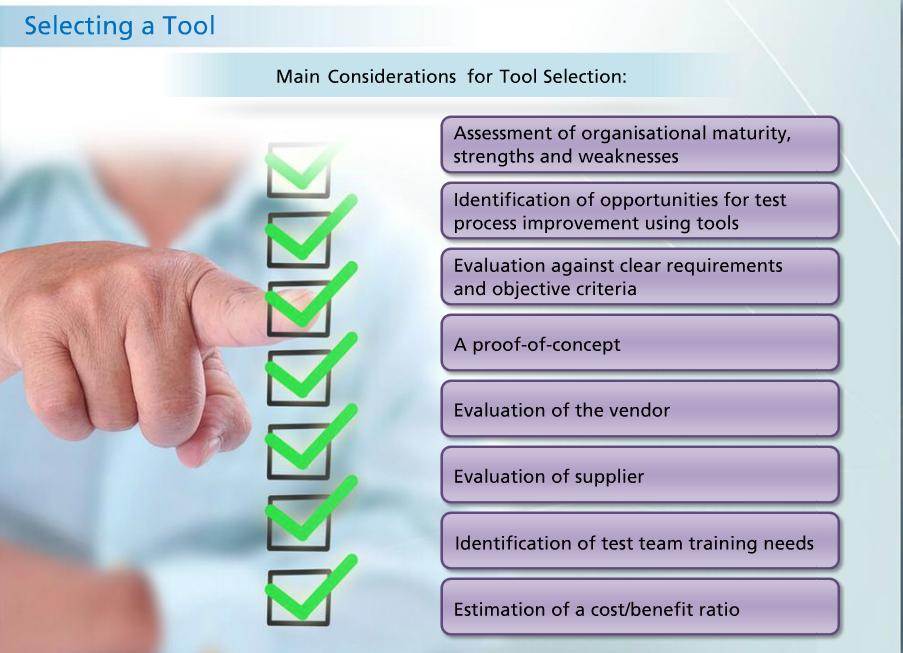 Selecting a Tool
Main Considerations for Tool Selection:
Assessment of organisational maturity,
strengths and weaknesses
Identification of opportunities for test
process improvement using tools
Evaluation against clear requirements
and objective criteria
A proof-of-concept
Evaluation of the vendor
Evaluation of supplier
Identification of test team training needs
Estimation of a cost/benefit ratio